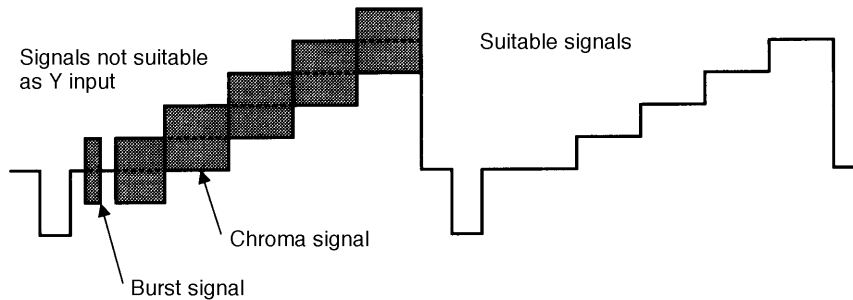 Signals not suitable
as Y input
Suitable signals
Chroma signal
Burst signal